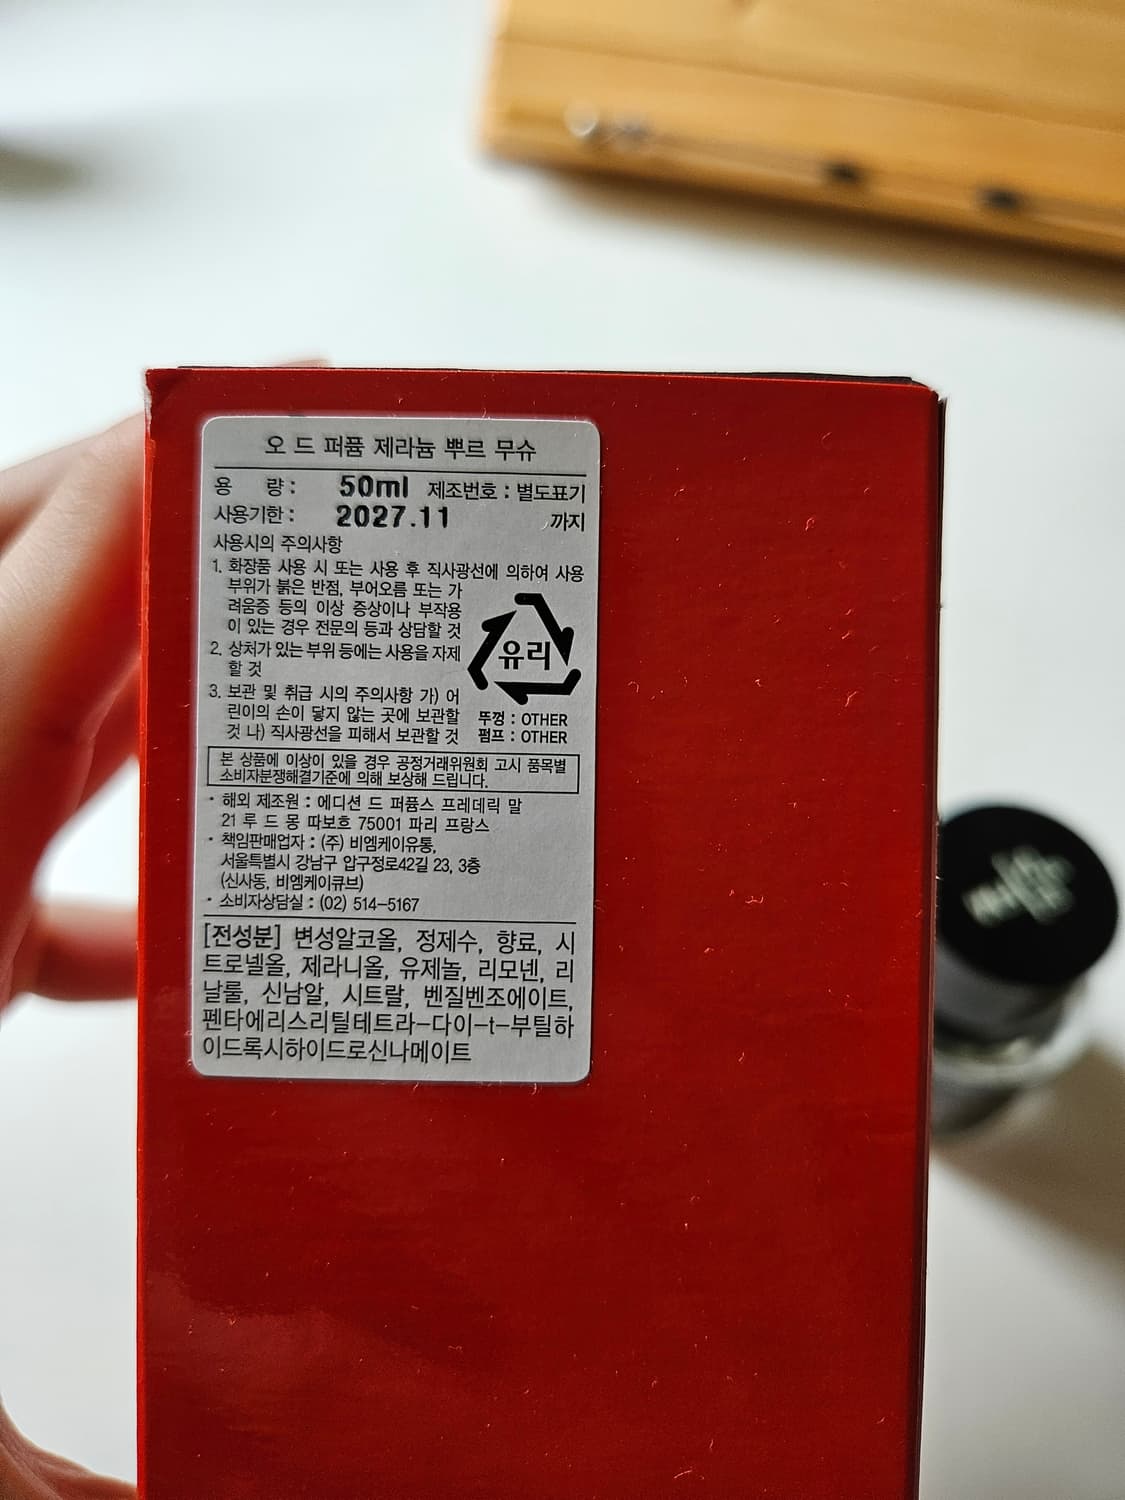 오 드 퍼퓸 제라늄 뿌르 무슈
용 량 : 50ml 제조번호 : 별도표기
사용기한 : 2027.11 까지
사용시의 주의사항
1. 화장품 사용 시 또는 사용 후 직사광선에 의하여 사용
부위가 붉은 반점, 부어오름 또는 가
려움증 등의 이상 증상이나 부작용
이 있는 경우 전문의 등과 상담할 것
2. 상처가 있는 부위 등에는 사용을 자제
할 것
3. 보관 및 취급 시의 주의사항 가) 어
린이의 손이 닿지 않는 곳에 보관할
것 나) 직사광선을 피해서 보관할 것
유리
뚜껑 : OTHER
펌프 : OTHER
본 상품에 이상이 있을 경우 공정거래위원회 고시 품목별
소비자분쟁해결기준에 의해 보상해 드립니다.
· 해외 제조원 : 에디션 드 퍼퓸스 프레데릭 말
21 루 드 몽 따보흐 75001 파리 프랑스
· 책임판매업자 : (주) 비엠케이유통,
서울특별시 강남구 압구정로42길 23, 3층
(신사동, 비엠케이큐브)
· 소비자상담실 : (02) 514-5167
[전성분] 변성알코올, 정제수, 향료, 시
트로넬올, 제라니올, 유제놀, 리모넨, 리
날룰, 신남알, 시트랄, 벤질벤조에이트,
펜타에리스리틸테트라-다이-t-부틸하
이드록시하이드로신나메이트